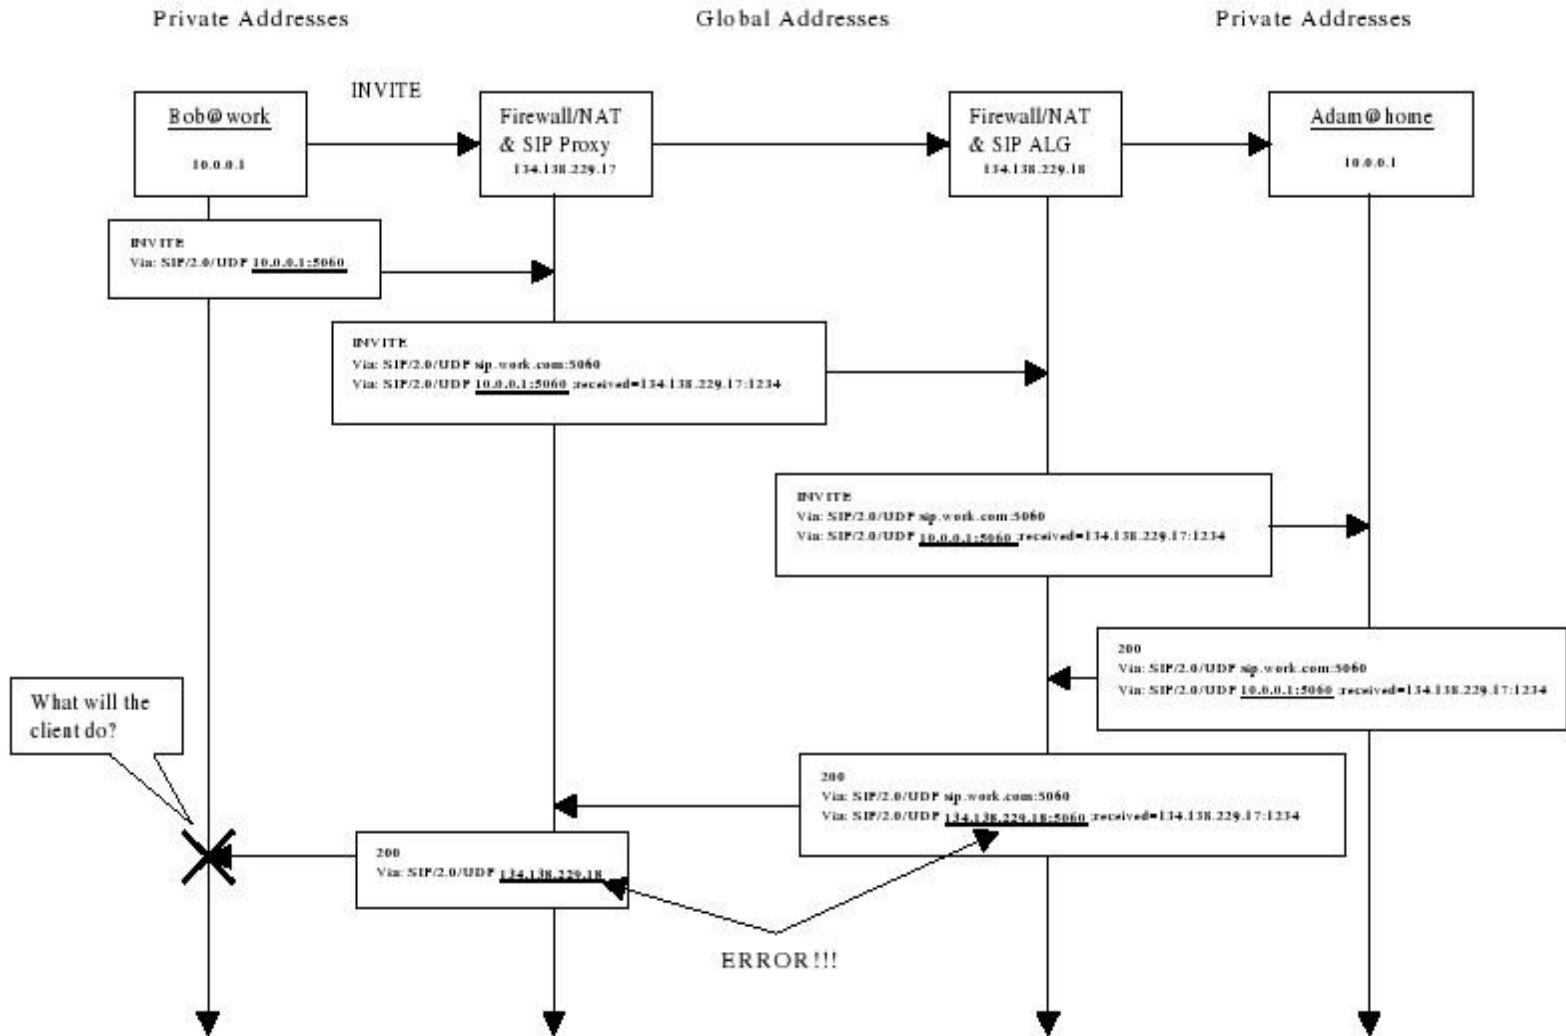 Private Addresses
Global Addresses
Private Addresses
INVITE
Bob@work
10.0.0.1
Firewall/NAT
& SIP Proxy
134.138.229.17
Firewall/NAT
& SIP ALG
134.138.229.18
Adam@home
10.0.0.1
INVITE
Via: SIP/2.0/UDP 10.0.0.1:5060
INVITE
Via: SIP/2.0/UDP sip.work.com:5060
Via: SIP/2.0/UDP 10.0.0.1:5060 ;received=134.138.229.17:1234
INVITE
Via: SIP/2.0/UDP sip.work.com:5060
Via: SIP/2.0/UDP 10.0.0.1:5060 ;received=134.138.229.17:1234
200
Via: SIP/2.0/UDP sip.work.com:5060
Via: SIP/2.0/UDP 10.0.0.1:5060 ;received=134.138.229.17:1234
What will the
client do?
200
Via: SIP/2.0/UDP sip.work.com:5060
Via: SIP/2.0/UDP 134.138.229.18:5060 ;received=134.138.229.17:1234
200
Via: SIP/2.0/UDP 134.138.229.18
ERROR!!!